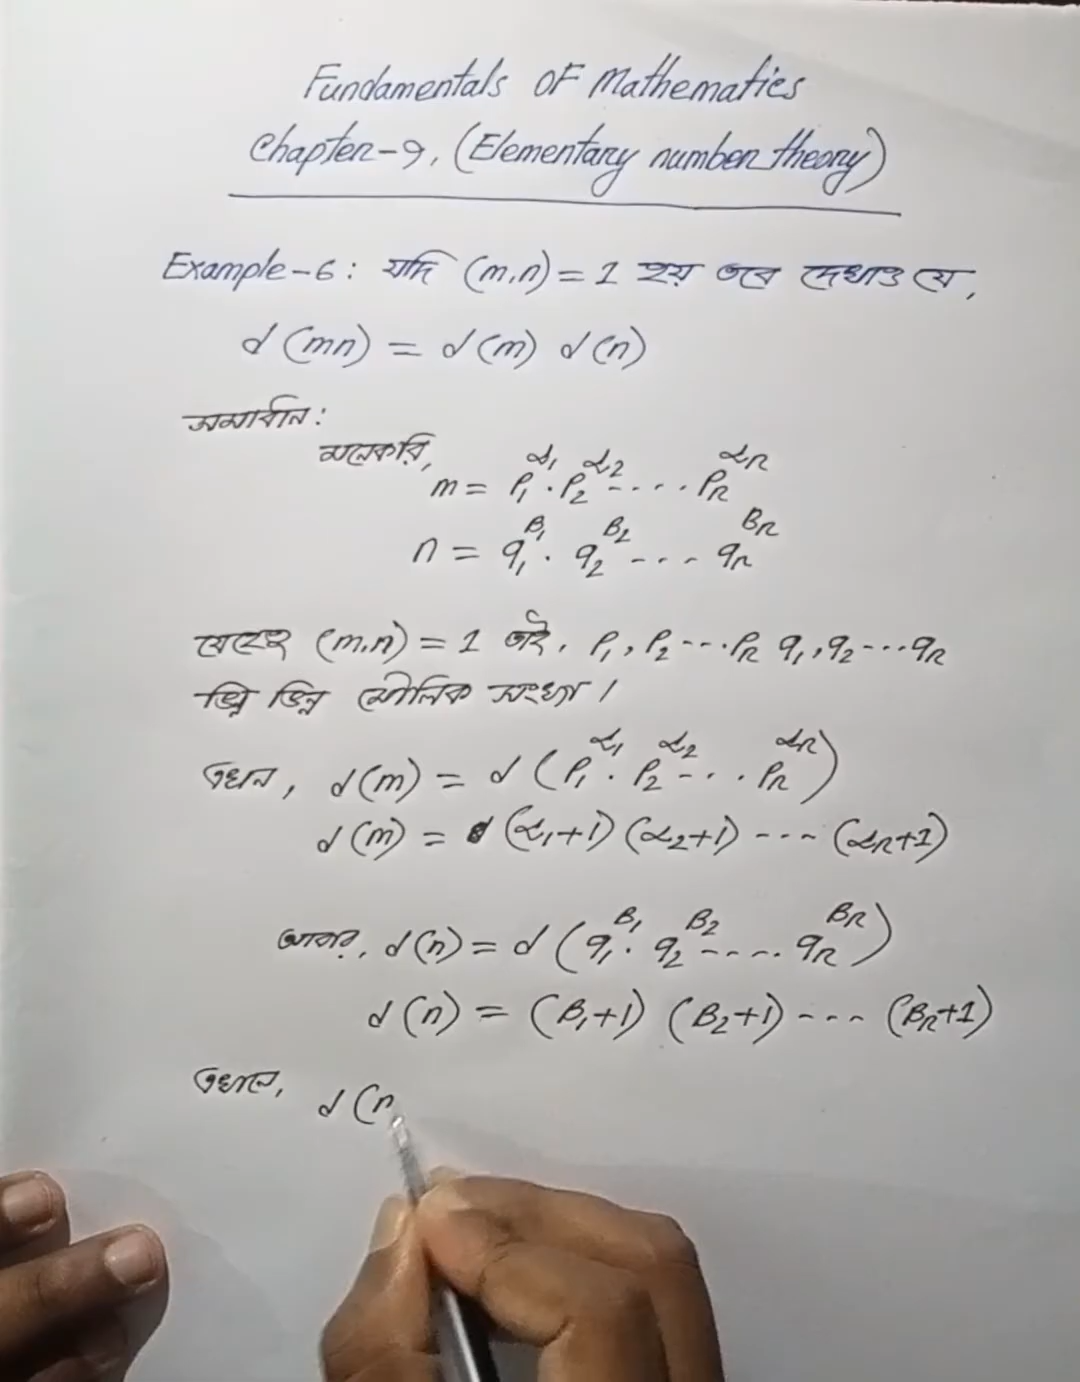 Fundamentals of Mathematics
Chapter-9, (Elementary number theory)
Example-6: যদি (m,n) = 1 হয় তবে দেখাও যে,
d(mn) = d(m) d(n)
সমাধান:
মনেকরি,
m = p₁^α₁ . p₂^α₂ .... pᵣ^αᵣ
n = q₁^β₁ . q₂^β₂ ... qᵣ^βᵣ
যেহেতু (m,n) = 1 তাই, p₁, p₂ ... pᵣ q₁, q₂ ... qᵣ
ভিন্ন ভিন্ন মৌলিক সংখ্যা।
এখন, d(m) = d(p₁^α₁ . p₂^α₂ ... pᵣ^αᵣ)
d(m) = (α₁+1) (α₂+1) ... (αᵣ+1)
আবার, d(n) = d(q₁^β₁ . q₂^β₂ .... qᵣ^βᵣ)
d(n) = (β₁+1) (β₂+1) ... (βᵣ+1)
এখানে, d(n